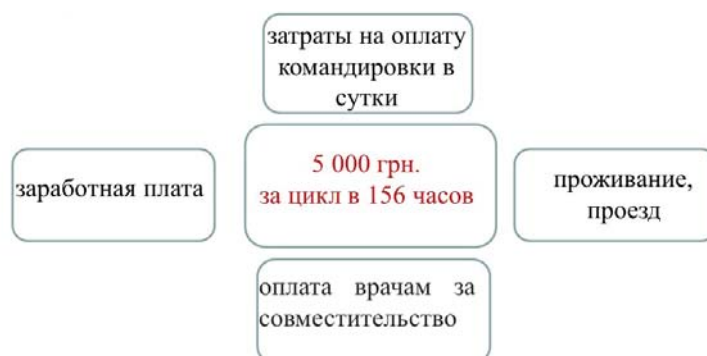 затраты на оплату
командировки в
сутки
заработная плата
5 000 грн.
за цикл в 156 часов
проживание,
проезд
оплата врачам за
совместительство